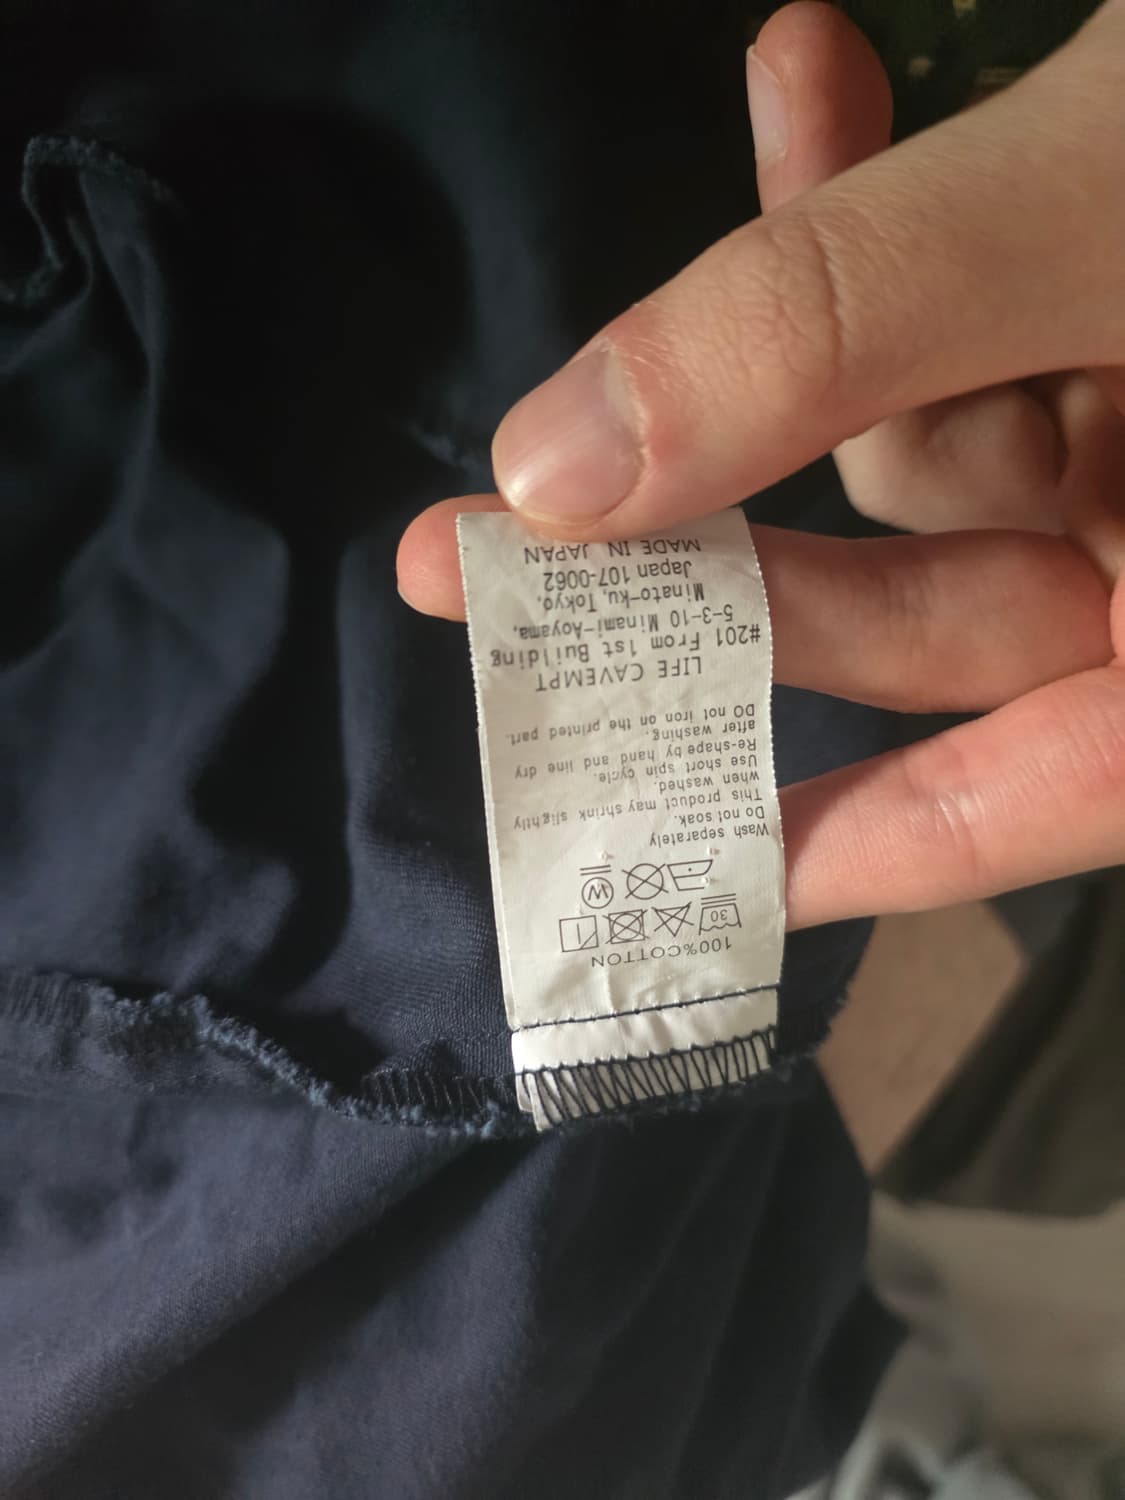 100%COTTON
30
W
Wash separately
Do not soak.
This product may shrink slightly
when washed.
Use short spin cycle.
Re-shape by hand and line dry
after washing.
DO not iron on the printed part.
LIFE CAVEMPT
#201 From 1st Building
5-3-10 Minami-Aoyama,
Minato-ku, Tokyo,
Japan 107-0062
MADE IN JAPAN